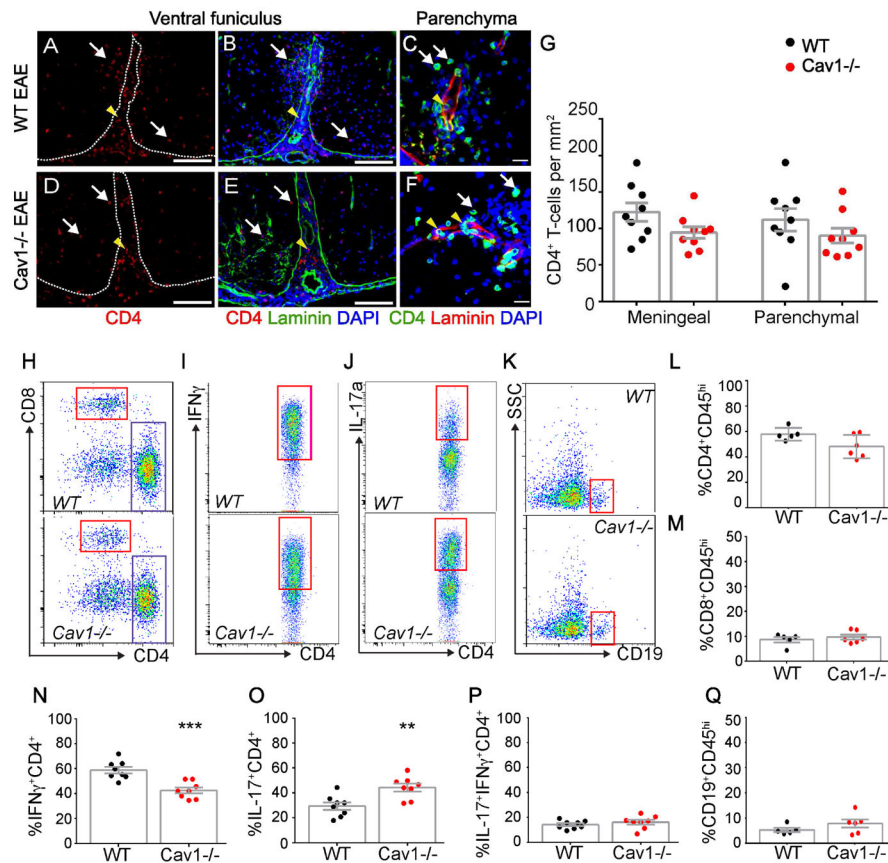 Ventral funiculus Parenchyma
A B C G
WT EAE
WT
Cav1-/-
CD4⁺ T-cells per mm²
250
200
150
100
50
0
Meningeal Parenchymal
D E F
Cav1-/- EAE
CD4 CD4 Laminin DAPI CD4 Laminin DAPI
H I J K L
CD8 IFNγ IL-17a SSC
WT WT WT WT
Cav1-/- Cav1-/- Cav1-/- Cav1-/-
CD4 CD4 CD4 CD19
%CD4⁺CD45ʰⁱ
100
80
60
40
20
0
WT Cav1-/-
M
%CD8⁺CD45ʰⁱ
50
40
30
20
10
0
WT Cav1-/-
N
%IFNγ⁺CD4⁺
100
80
60
40
20
0
***
WT Cav1-/-
O
%IL-17⁺CD4⁺
100
80
60
40
20
0
**
WT Cav1-/-
P
%IL-17⁺IFNγ⁺CD4⁺
100
80
60
40
20
0
WT Cav1-/-
Q
%CD19⁺CD45ʰⁱ
50
40
30
20
10
0
WT Cav1-/-